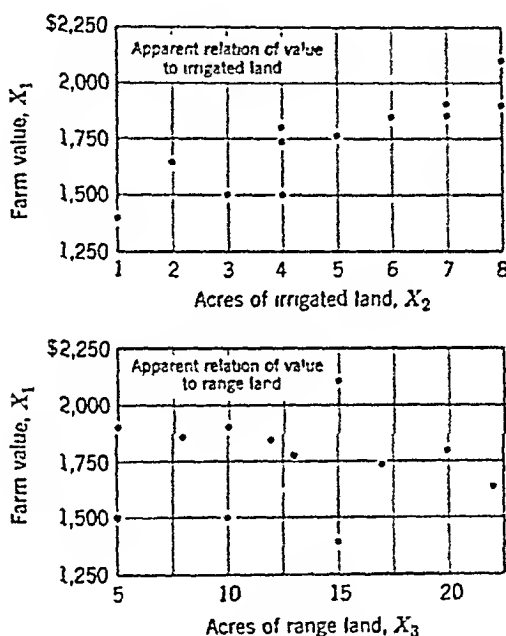 $2,250
Apparent relation of value
to irrigated land
2,000
1,750
1,500
1,250
Farm value, X₁
1 2 3 4 5 6 7 8
Acres of irrigated land, X₂
$2,250
Apparent relation of value
to range land
2,000
1,750
1,500
1,250
Farm value, X₁
5 10 15 20
Acres of range land, X₃